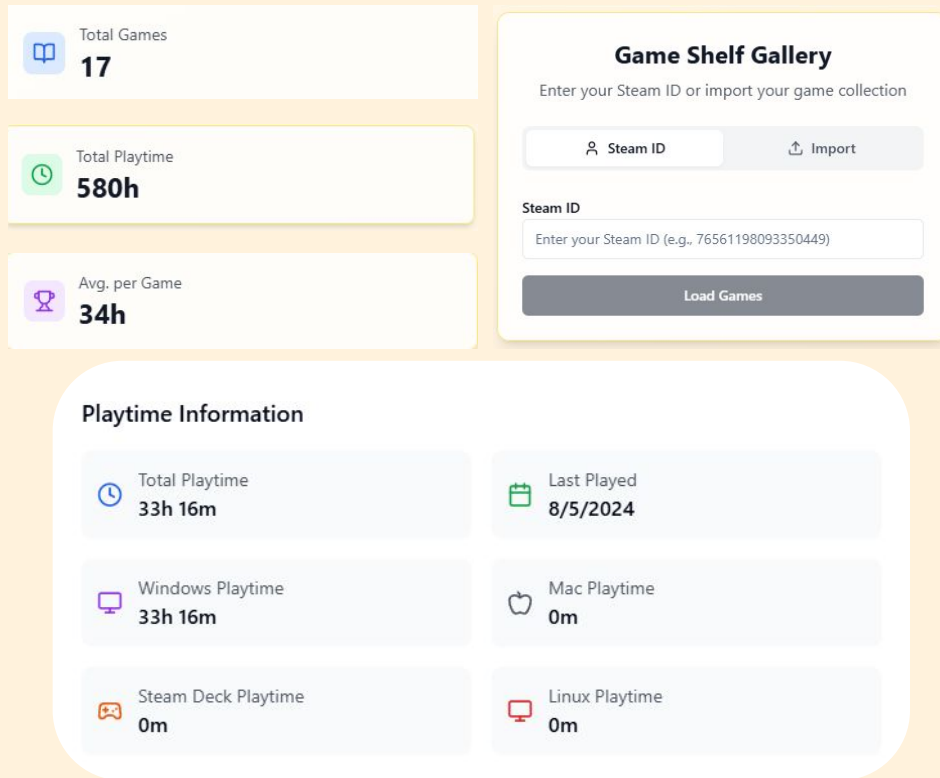 Total Games
17
Total Playtime
580h
Avg. per Game
34h
Game Shelf Gallery
Enter your Steam ID or import your game collection
Steam ID
Import
Steam ID
Enter your Steam ID (e.g., 76561198093350449)
Load Games
Playtime Information
Total Playtime
33h 16m
Last Played
8/5/2024
Windows Playtime
33h 16m
Mac Playtime
0m
Steam Deck Playtime
0m
Linux Playtime
0m